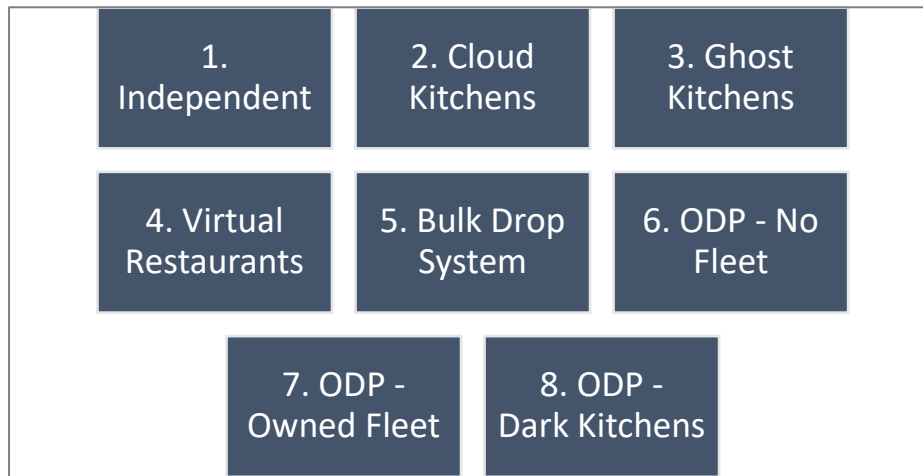 1.
Independent
2. Cloud
Kitchens
3. Ghost
Kitchens
4. Virtual
Restaurants
5. Bulk Drop
System
6. ODP - No
Fleet
7. ODP -
Owned Fleet
8. ODP -
Dark Kitchens